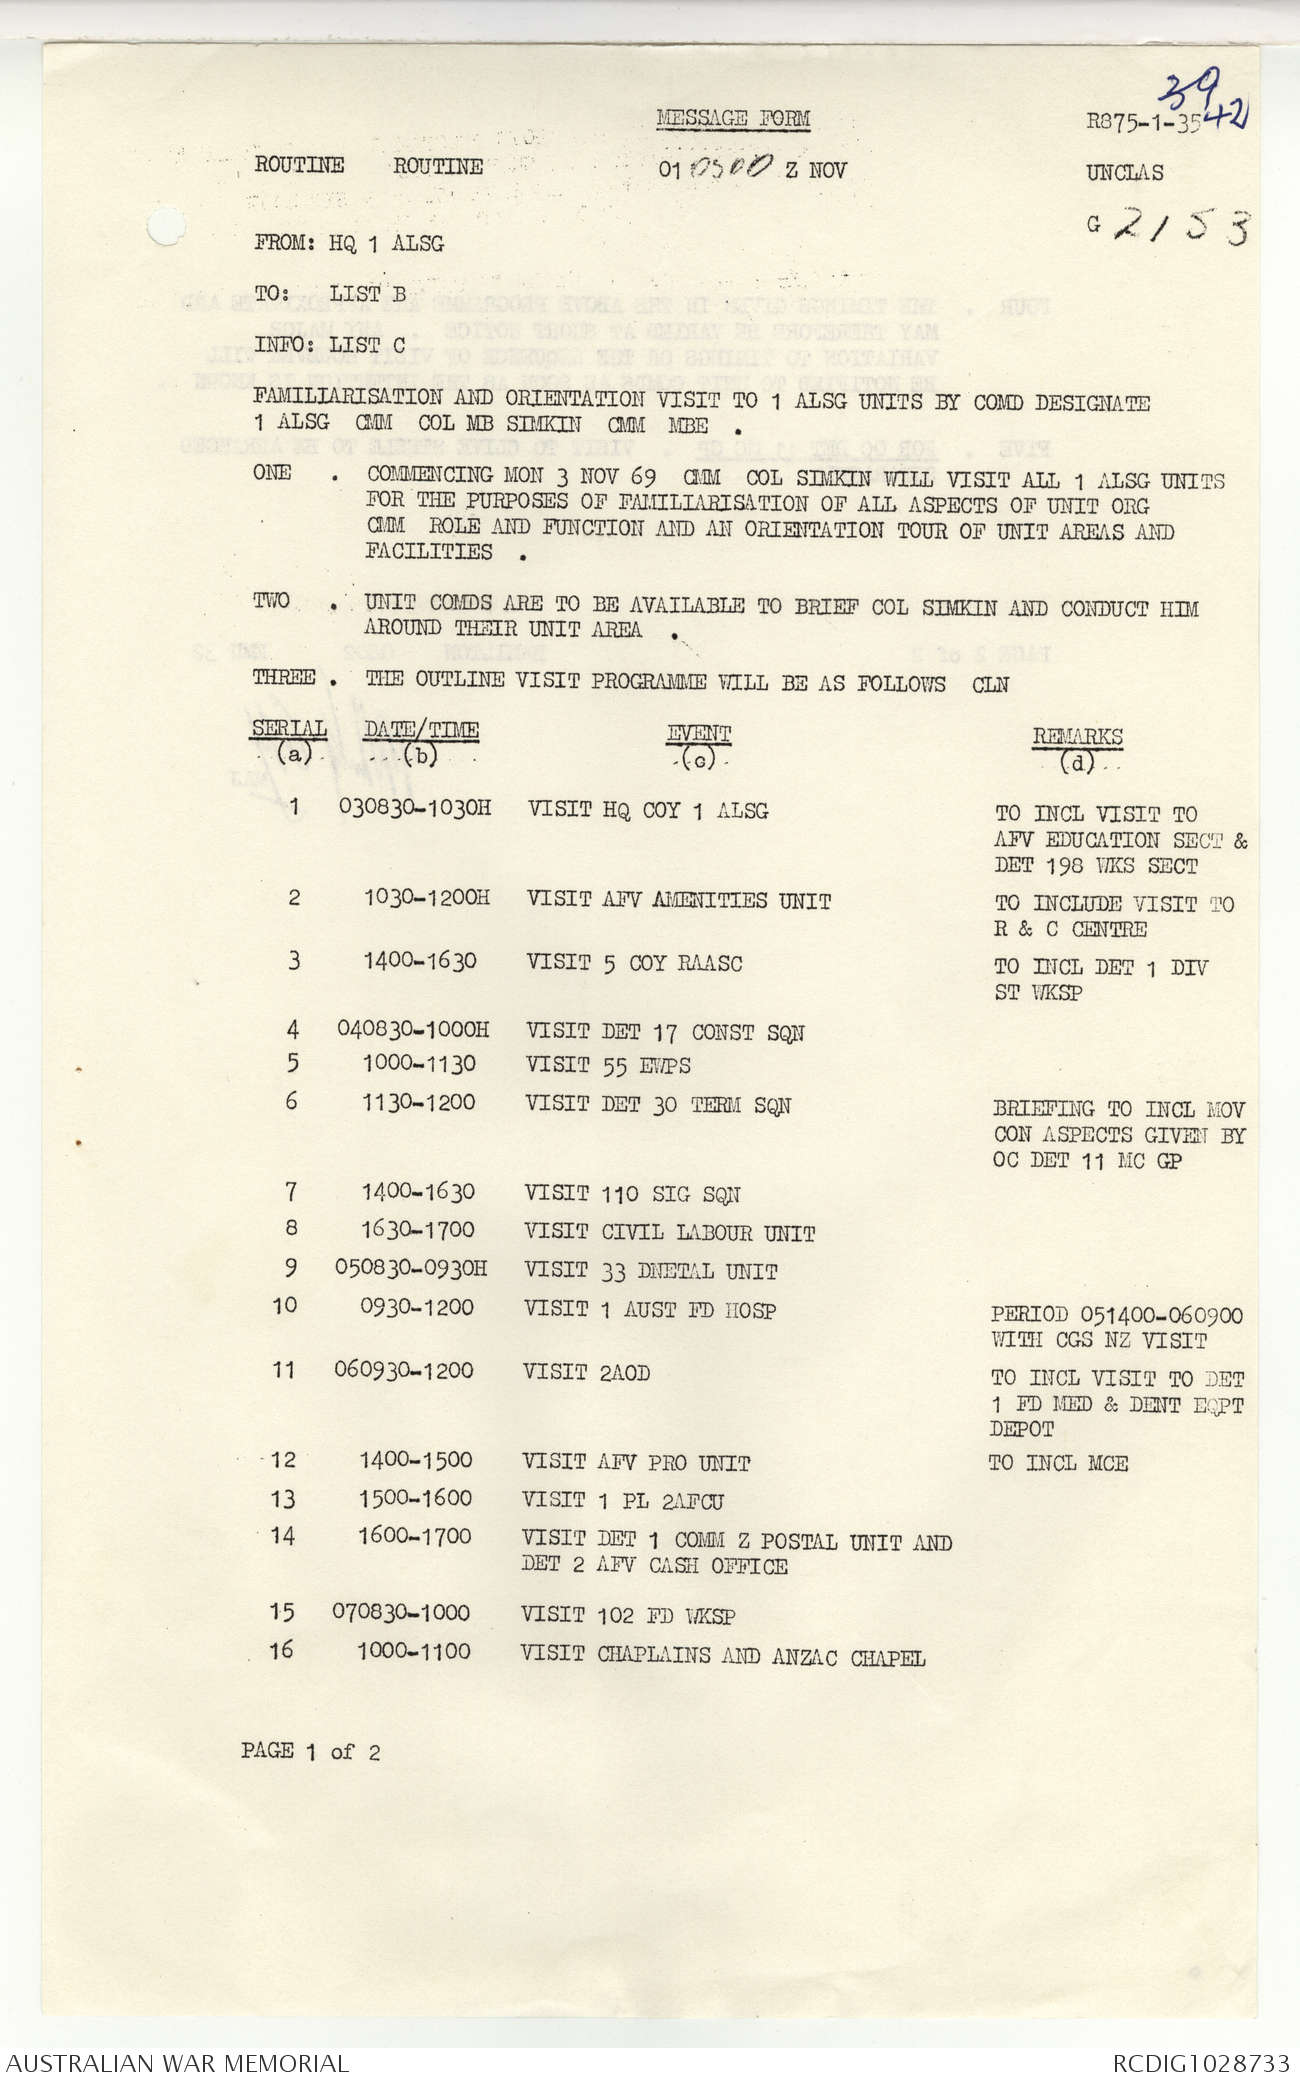 39
42
MESSAGE FORM R875-1-35
ROUTINE ROUTINE 010500 Z NOV UNCLAS
G 2153
FROM: HQ 1 ALSG
TO: LIST B
INFO: LIST C
FAMILIARISATION AND ORIENTATION VISIT TO 1 ALSG UNITS BY COMD DESIGNATE
1 ALSG CMM COL MB SIMKIN CMM MBE .
ONE . COMMENCING MON 3 NOV 69 CMM COL SIMKIN WILL VISIT ALL 1 ALSG UNITS
FOR THE PURPOSES OF FAMILIARISATION OF ALL ASPECTS OF UNIT ORG
CMM ROLE AND FUNCTION AND AN ORIENTATION TOUR OF UNIT AREAS AND
FACILITIES .
TWO . UNIT COMDS ARE TO BE AVAILABLE TO BRIEF COL SIMKIN AND CONDUCT HIM
AROUND THEIR UNIT AREA .
THREE . THE OUTLINE VISIT PROGRAMME WILL BE AS FOLLOWS CLN
SERIAL DATE/TIME EVENT REMARKS
(a) (b) (c) (d)
1 030830-1030H VISIT HQ COY 1 ALSG TO INCL VISIT TO
AFV EDUCATION SECT &
DET 198 WKS SECT
2 1030-1200H VISIT AFV AMENITIES UNIT TO INCLUDE VISIT TO
R & C CENTRE
3 1400-1630 VISIT 5 COY RAASC TO INCL DET 1 DIV
ST WKSP
4 040830-1000H VISIT DET 17 CONST SQN
5 1000-1130 VISIT 55 EWPS
6 1130-1200 VISIT DET 30 TERM SQN BRIEFING TO INCL MOV
CON ASPECTS GIVEN BY
OC DET 11 MC GP
7 1400-1630 VISIT 110 SIG SQN
8 1630-1700 VISIT CIVIL LABOUR UNIT
9 050830-0930H VISIT 33 DNETAL UNIT
10 0930-1200 VISIT 1 AUST FD HOSP PERIOD 051400-060900
WITH CGS NZ VISIT
11 060930-1200 VISIT 2AOD TO INCL VISIT TO DET
1 FD MED & DENT EQPT
DEPOT
12 1400-1500 VISIT AFV PRO UNIT TO INCL MCE
13 1500-1600 VISIT 1 PL 2AFCU
14 1600-1700 VISIT DET 1 COMM Z POSTAL UNIT AND
DET 2 AFV CASH OFFICE
15 070830-1000 VISIT 102 FD WKSP
16 1000-1100 VISIT CHAPLAINS AND ANZAC CHAPEL
PAGE 1 of 2
AUSTRALIAN WAR MEMORIAL RCDIG1028733